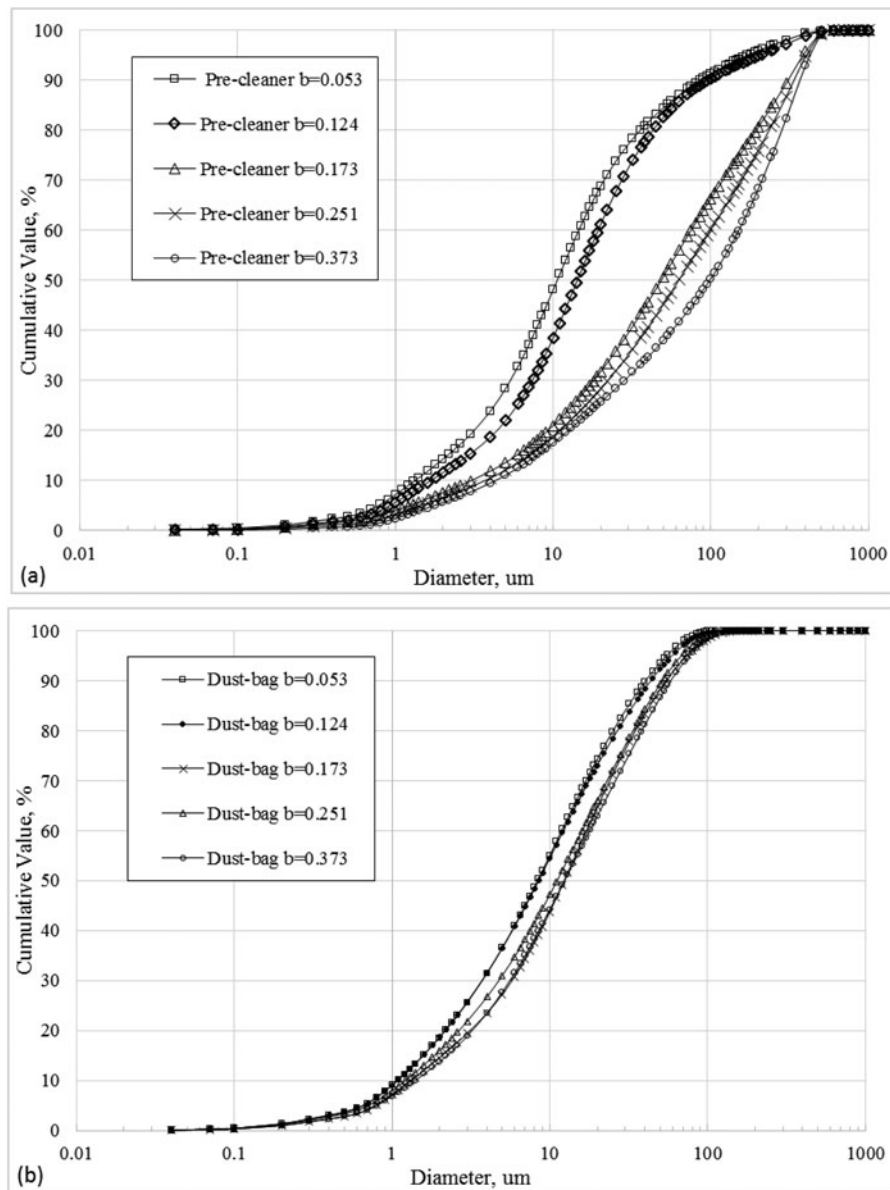 100
90
80
70
60
50
40
30
20
10
0
Cumulative Value, %
Pre-cleaner b=0.053
Pre-cleaner b=0.124
Pre-cleaner b=0.173
Pre-cleaner b=0.251
Pre-cleaner b=0.373
0.01 0.1 1 10 100 1000
(a) Diameter, um
100
90
80
70
60
50
40
30
20
10
0
Cumulative Value, %
Dust-bag b=0.053
Dust-bag b=0.124
Dust-bag b=0.173
Dust-bag b=0.251
Dust-bag b=0.373
0.01 0.1 1 10 100 1000
(b) Diameter, um